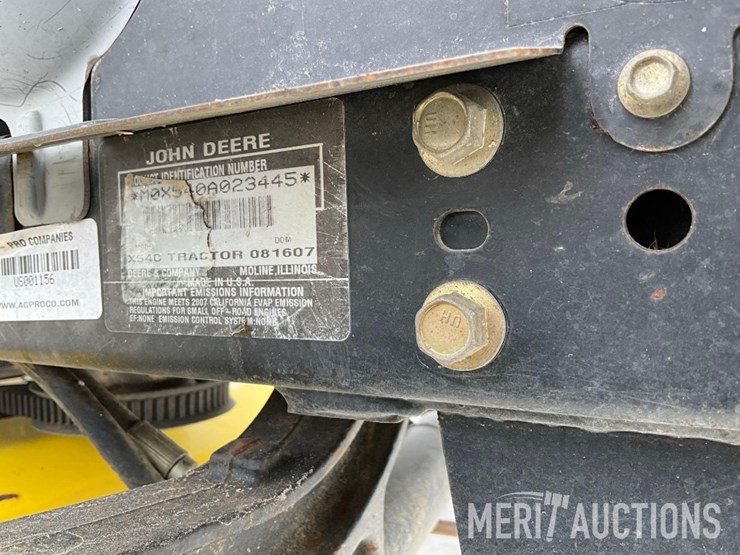 JOHN DEERE
PRODUCT IDENTIFICATION NUMBER
*M0X540A023445*
X540 TRACTOR 081607
DEERE & COMPANY MOLINE, ILLINOIS
MADE IN U.S.A.
IMPORTANT EMISSIONS INFORMATION
THIS ENGINE MEETS 2007 CALIFORNIA EVAP EMISSION
REGULATIONS FOR SMALL OFF-ROAD ENGINES
EF:NONE EMISSION CONTROL SYSTEM:NONE
PRO COMPANIES
US001156
WWW.AGPROCO.COM
MERIT AUCTIONS